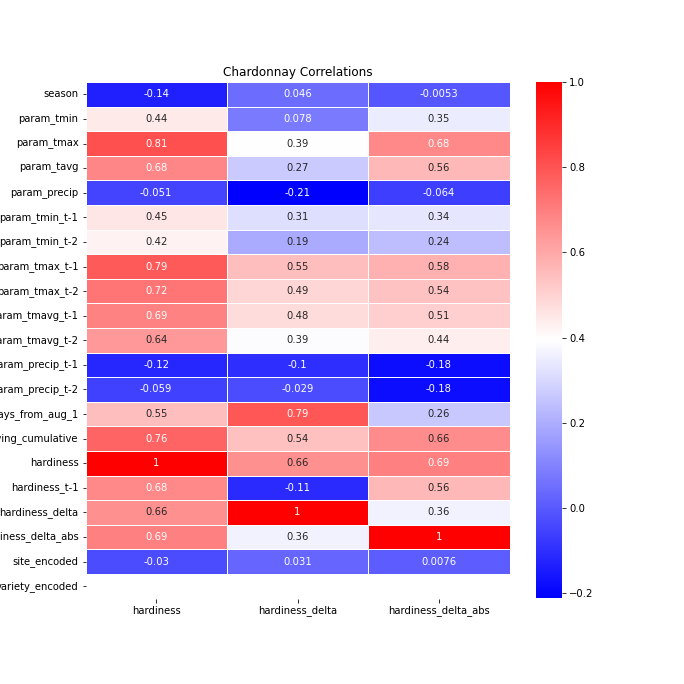 Chardonnay Correlations
season -0.14 0.046 -0.0053
param_tmin 0.44 0.078 0.35
param_tmax 0.81 0.39 0.68
param_tavg 0.68 0.27 0.56
param_precip -0.051 -0.21 -0.064
param_tmin_t-1 0.45 0.31 0.34
param_tmin_t-2 0.42 0.19 0.24
param_tmax_t-1 0.79 0.55 0.58
param_tmax_t-2 0.72 0.49 0.54
aram_tmavg_t-1 0.69 0.48 0.51
aram_tmavg_t-2 0.64 0.39 0.44
aram_precip_t-1 -0.12 -0.1 -0.18
aram_precip_t-2 -0.059 -0.029 -0.18
ays_from_aug_1 0.55 0.79 0.26
ving_cumulative 0.76 0.54 0.66
hardiness 1 0.66 0.69
hardiness_t-1 0.68 -0.11 0.56
hardiness_delta 0.66 1 0.36
iness_delta_abs 0.69 0.36 1
site_encoded -0.03 0.031 0.0076
variety_encoded
hardiness hardiness_delta hardiness_delta_abs
1.0
0.8
0.6
0.4
0.2
0.0
−0.2